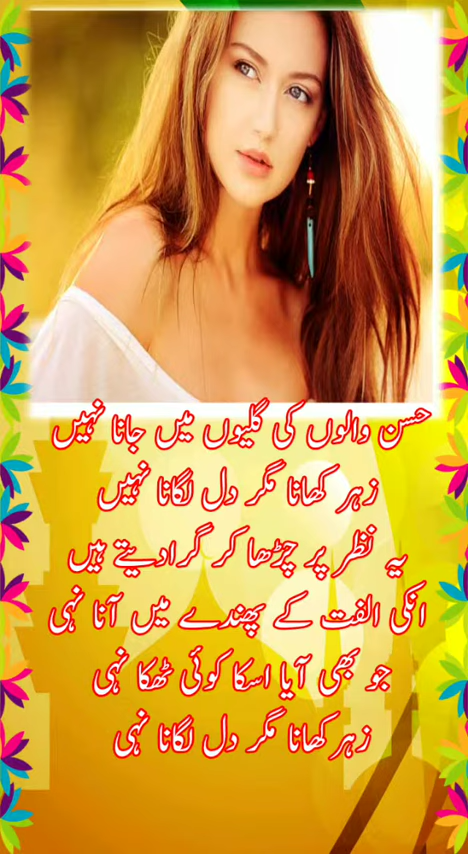 حسن والوں کی گلیوں میں جانا نہیں
زہر کھانا مگر دل لگانا نہیں
یہ نظر پر چڑھا کر گرادیتے ہیں
انکی الفت کے پھندے میں آنا نہی
جو بھی آیا اسکا کوئی ٹھکا نہی
زہر کھانا مگر دل لگانا نہی